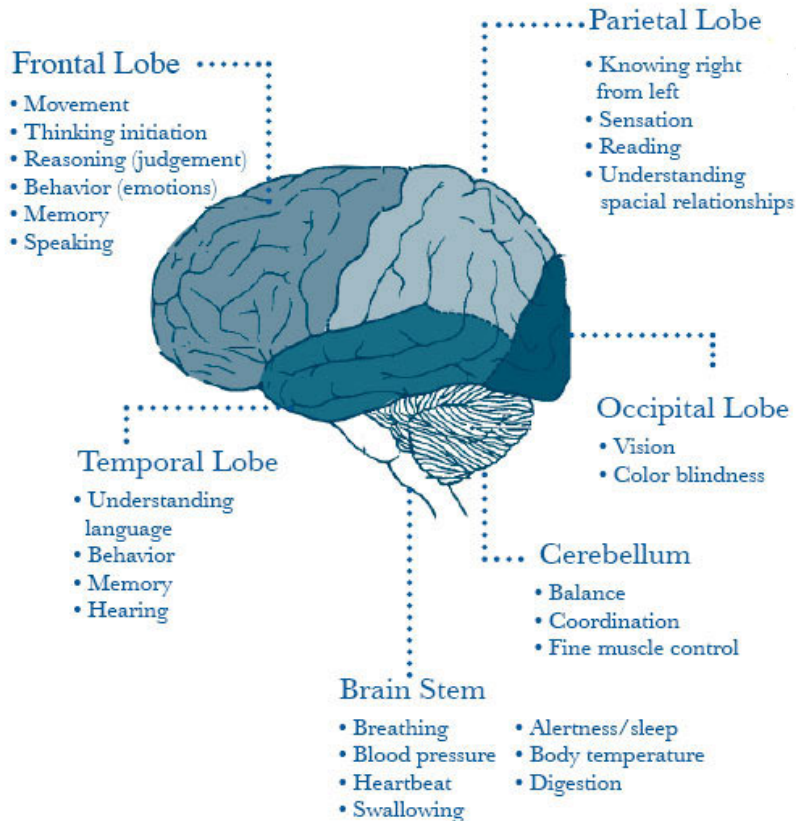 Parietal Lobe
• Knowing right
from left
• Sensation
• Reading
• Understanding
spacial relationships
Frontal Lobe
• Movement
• Thinking initiation
• Reasoning (judgement)
• Behavior (emotions)
• Memory
• Speaking
Occipital Lobe
• Vision
• Color blindness
Temporal Lobe
• Understanding
language
• Behavior
• Memory
• Hearing
Cerebellum
• Balance
• Coordination
• Fine muscle control
Brain Stem
• Breathing
• Blood pressure
• Heartbeat
• Swallowing
• Alertness/sleep
• Body temperature
• Digestion